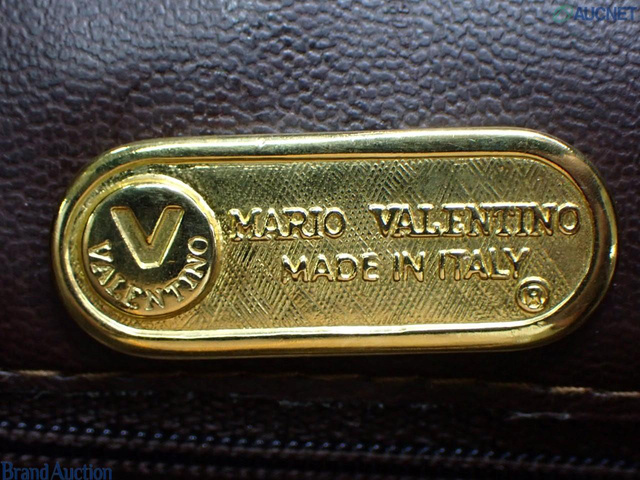 AUCNET
V
VALENTINO
MARIO VALENTINO
MADE IN ITALY
®
Brand Auction